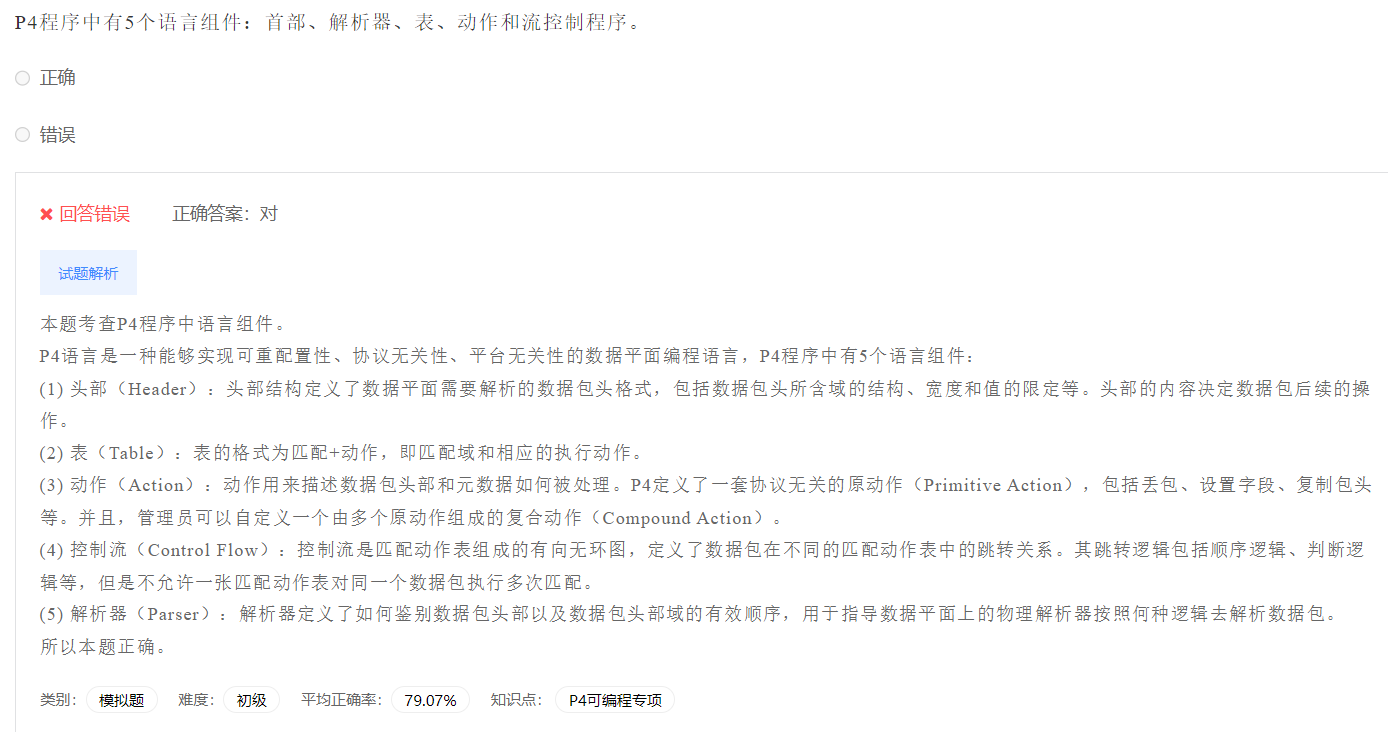 P4程序中有5个语言组件：首部、解析器、表、动作和流控制程序。
正确
错误
回答错误 正确答案：对
试题解析
本题考查P4程序中语言组件。
P4语言是一种能够实现可重配置性、协议无关性、平台无关性的数据平面编程语言，P4程序中有5个语言组件：
(1) 头部（Header）：头部结构定义了数据平面需要解析的数据包头格式，包括数据包头所含域的结构、宽度和值的限定等。头部的内容决定数据包后续的操
作。
(2) 表（Table）：表的格式为匹配+动作，即匹配域和相应的执行动作。
(3) 动作（Action）：动作用来描述数据包头部和元数据如何被处理。P4定义了一套协议无关的原动作（Primitive Action），包括丢包、设置字段、复制包头
等。并且，管理员可以自定义一个由多个原动作组成的复合动作（Compound Action）。
(4) 控制流（Control Flow）：控制流是匹配动作表组成的有向无环图，定义了数据包在不同的匹配动作表中的跳转关系。其跳转逻辑包括顺序逻辑、判断逻
辑等，但是不允许一张匹配动作表对同一个数据包执行多次匹配。
(5) 解析器（Parser）：解析器定义了如何鉴别数据包头部以及数据包头部域的有效顺序，用于指导数据平面上的物理解析器按照何种逻辑去解析数据包。
所以本题正确。
类别： 模拟题 难度： 初级 平均正确率： 79.07% 知识点： P4可编程专项